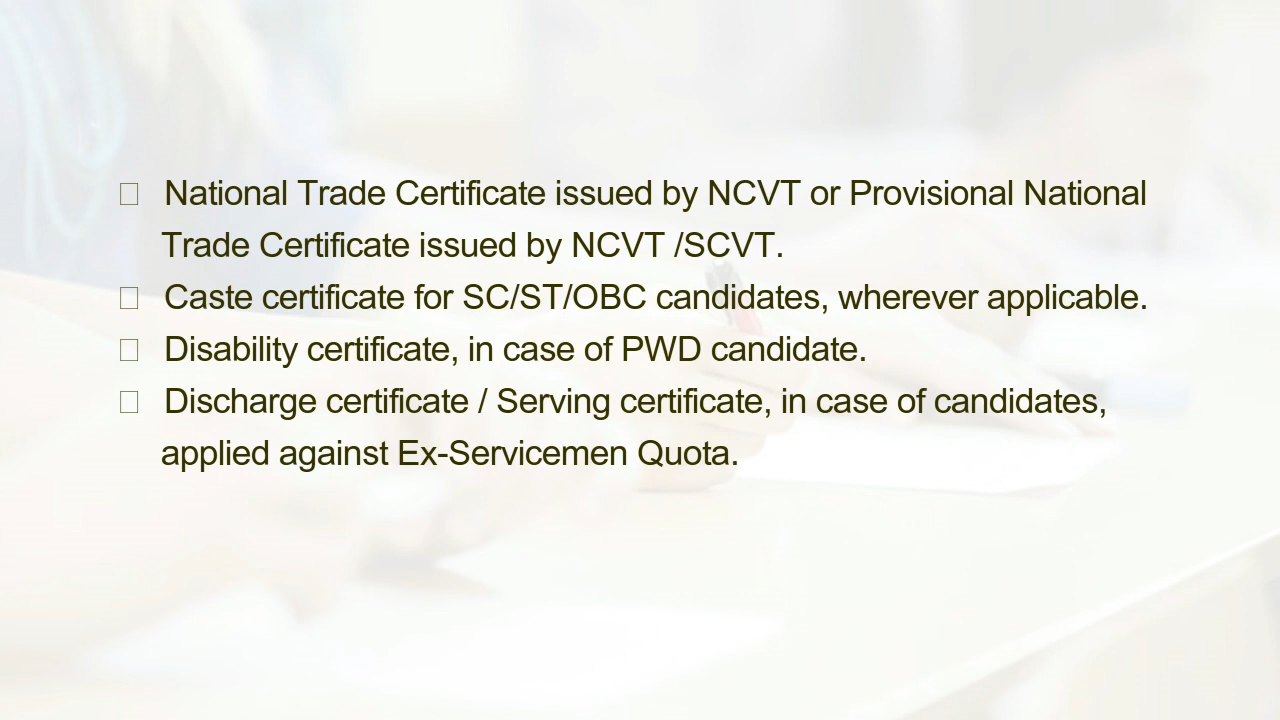 □ National Trade Certificate issued by NCVT or Provisional National
Trade Certificate issued by NCVT /SCVT.
□ Caste certificate for SC/ST/OBC candidates, wherever applicable.
□ Disability certificate, in case of PWD candidate.
□ Discharge certificate / Serving certificate, in case of candidates,
applied against Ex-Servicemen Quota.